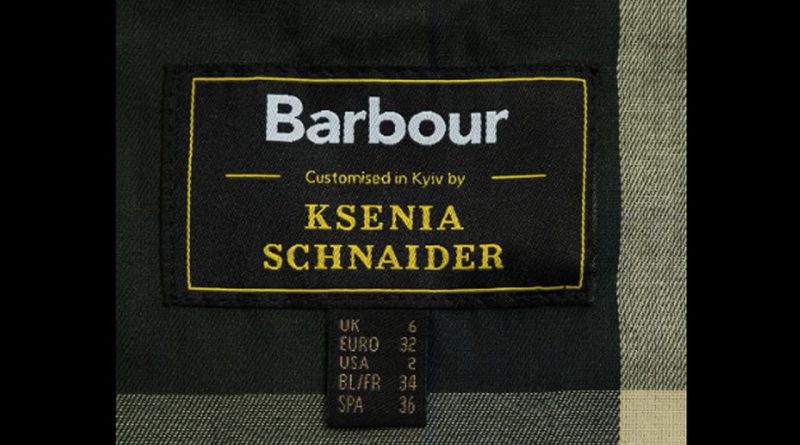 Barbour
Customised in Kyiv by
KSENIA
SCHNAIDER
UK 6
EURO 32
USA 2
BL/FR 34
SPA 36